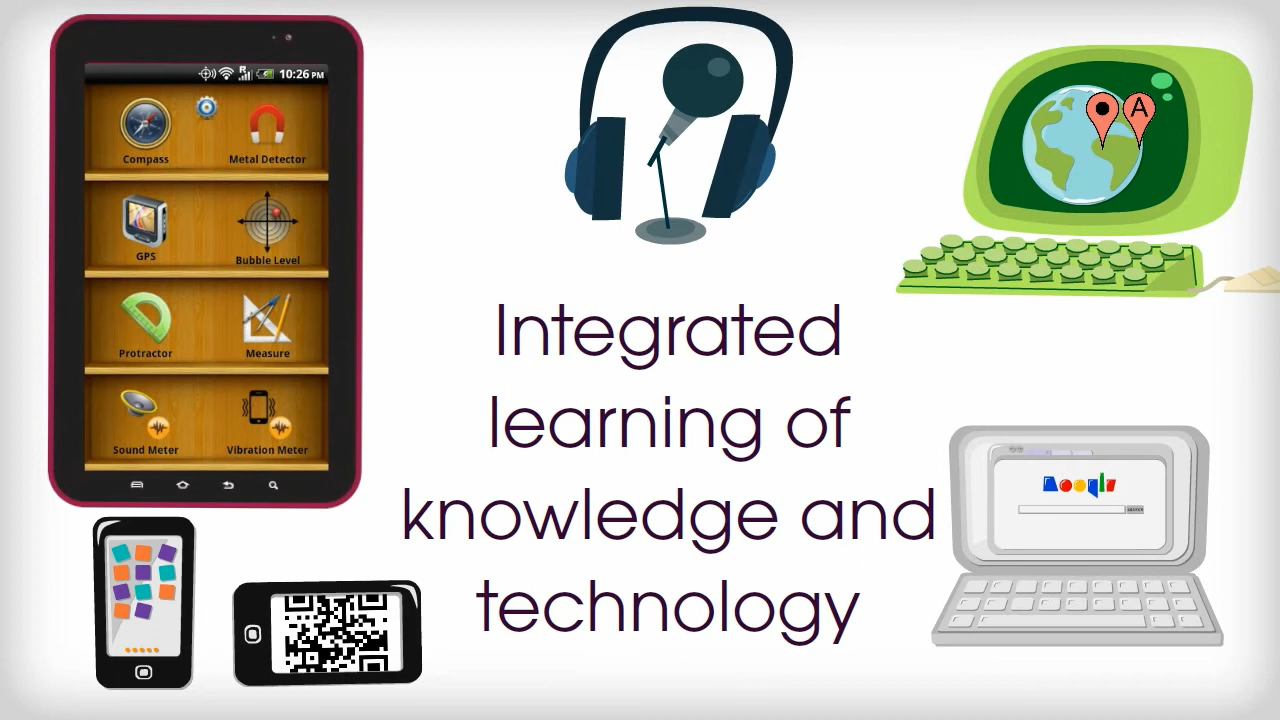 10:26 PM
Compass
Metal Detector
GPS
Bubble Level
Protractor
Measure
Sound Meter
Vibration Meter
A
Integrated
learning of
knowledge and
technology